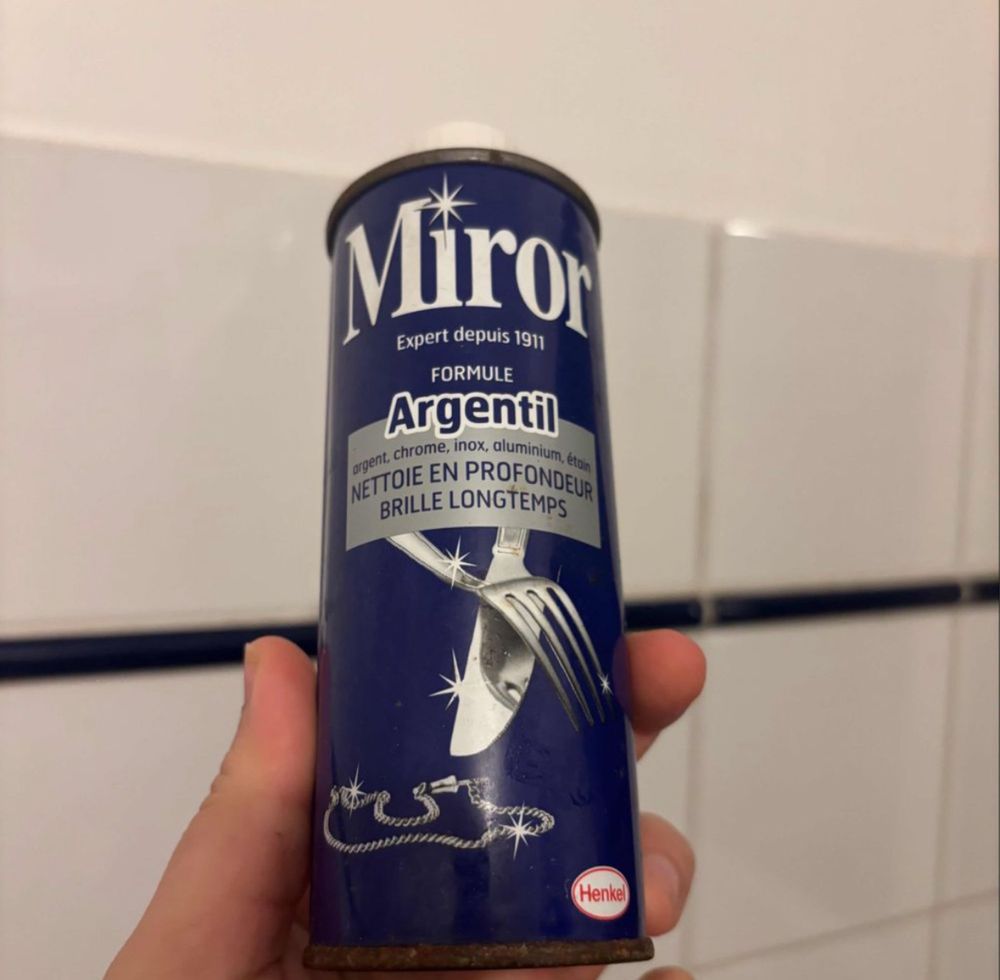 Miror
Expert depuis 1911
FORMULE
Argentil
argent, chrome, inox, aluminium, étain
NETTOIE EN PROFONDEUR
BRILLE LONGTEMPS
Henkel